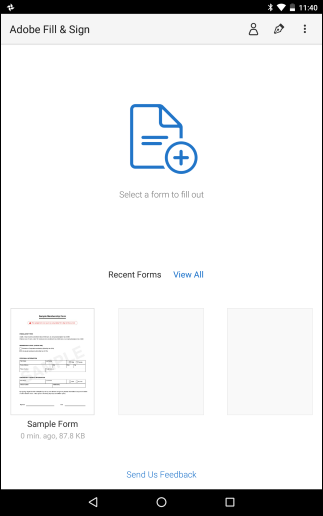 11:40
Adobe Fill & Sign
Select a form to fill out
Recent Forms View All
SAMPLE
Sample Form
0 min. ago, 87.8 KB
Send Us Feedback